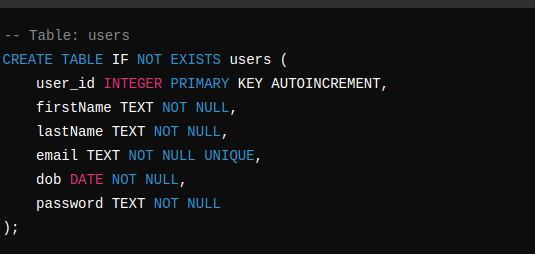 -- Table: users
CREATE TABLE IF NOT EXISTS users (
    user_id INTEGER PRIMARY KEY AUTOINCREMENT,
    firstName TEXT NOT NULL,
    lastName TEXT NOT NULL,
    email TEXT NOT NULL UNIQUE,
    dob DATE NOT NULL,
    password TEXT NOT NULL
);